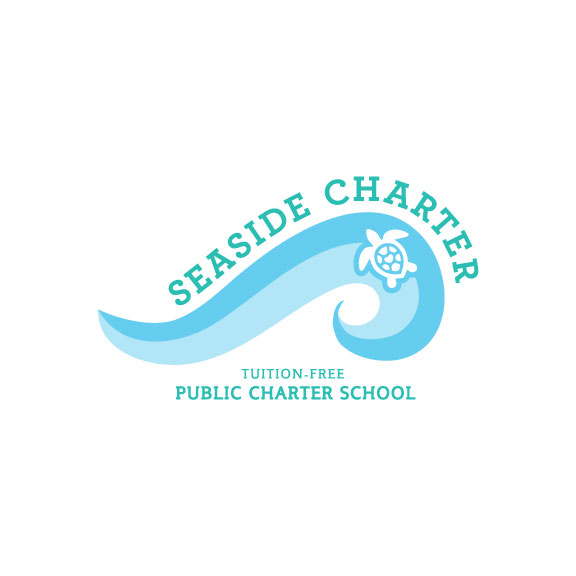 SEASIDE CHARTER
TUITION-FREE
PUBLIC CHARTER SCHOOL